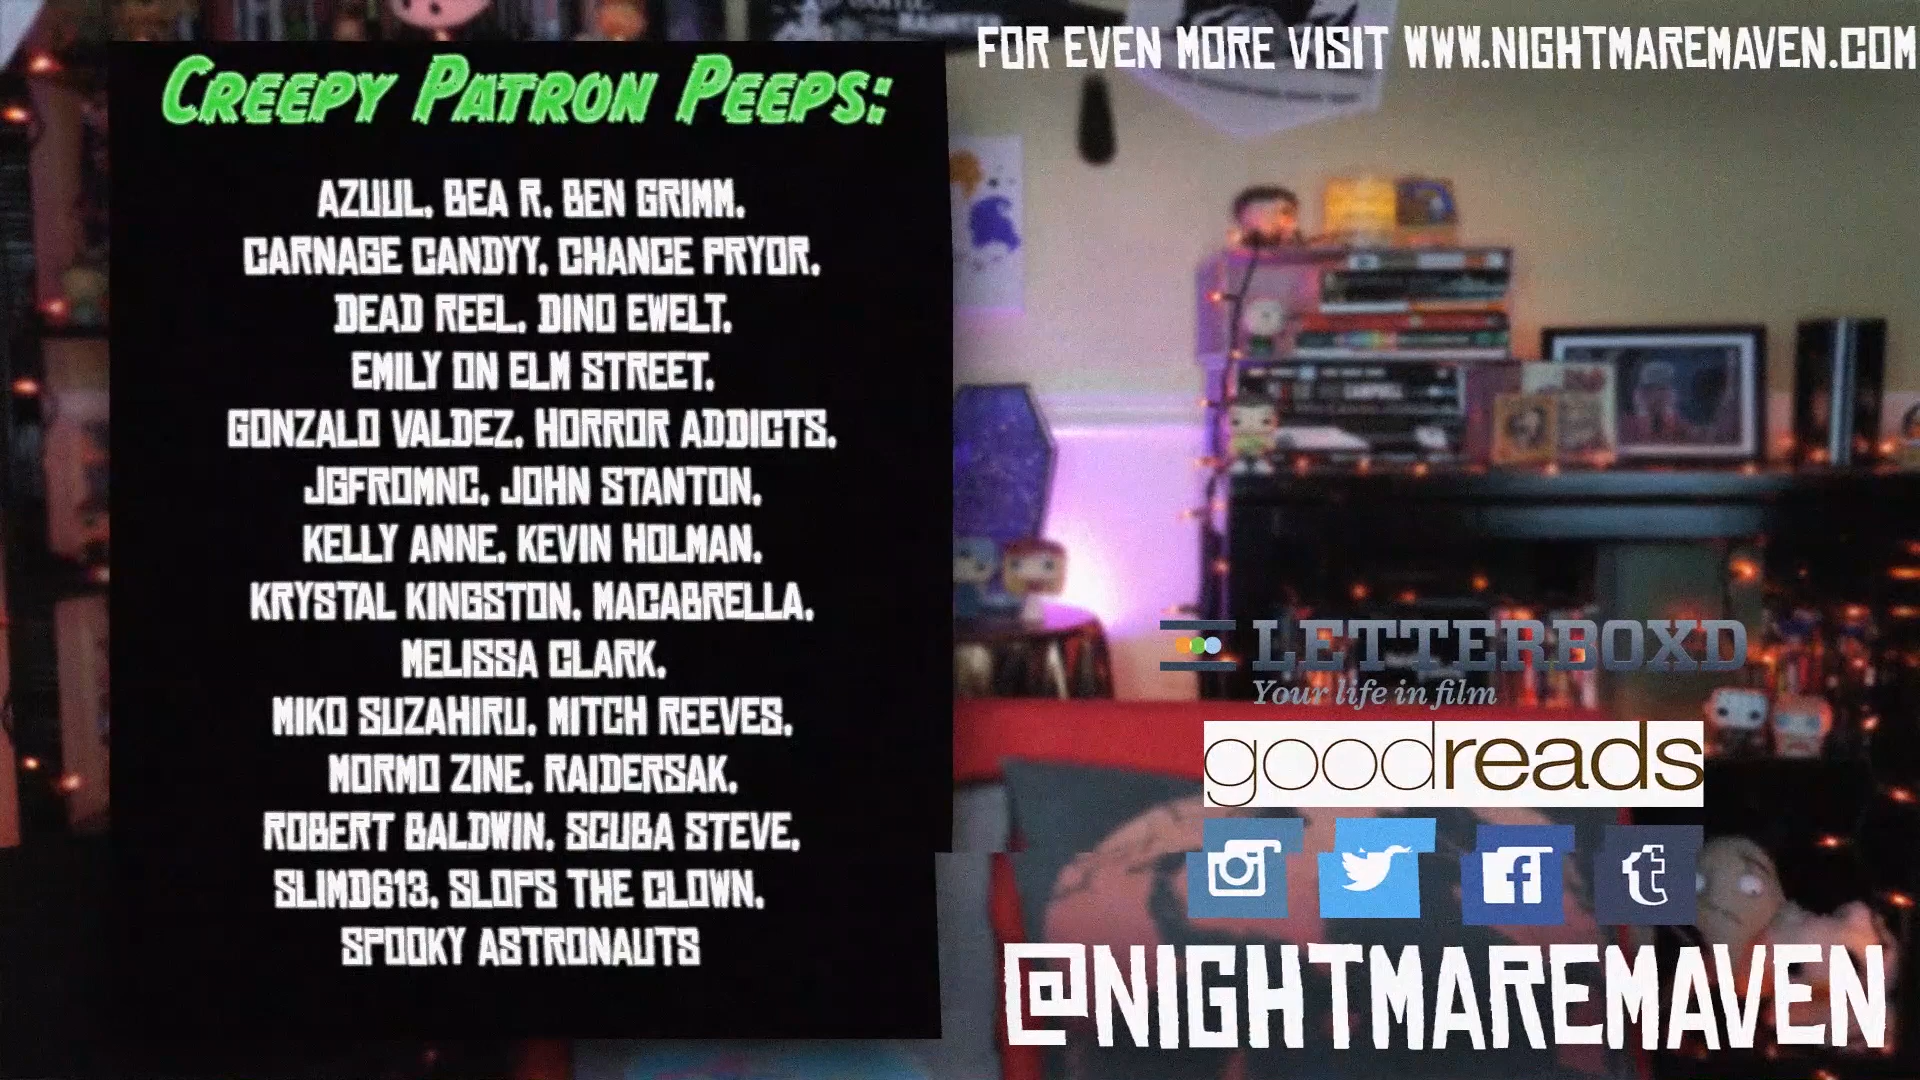 FOR EVEN MORE VISIT WWW.NIGHTMAREMAVEN.COM
CREEPY PATRON PEEPS:
AZUUL, BEA R, BEN GRIMM,
CARNAGE CANDYY, CHANCE PRYOR,
DEAD REEL, DINO EWELT,
EMILY ON ELM STREET,
GONZALO VALDEZ, HORROR ADDICTS,
JGFROMNC, JOHN STANTON,
KELLY ANNE, KEVIN HOLMAN,
KRYSTAL KINGSTON, MACABRELLA,
MELISSA CLARK,
MIKO SUZAHIRU, MITCH REEVES,
MORMO ZINE, RAIDERSAK,
ROBERT BALDWIN, SCUBA STEVE,
SLIMD613, SLOPS THE CLOWN,
SPOOKY ASTRONAUTS
LETTERBOXD
Your life in film
goodreads
@NIGHTMAREMAVEN